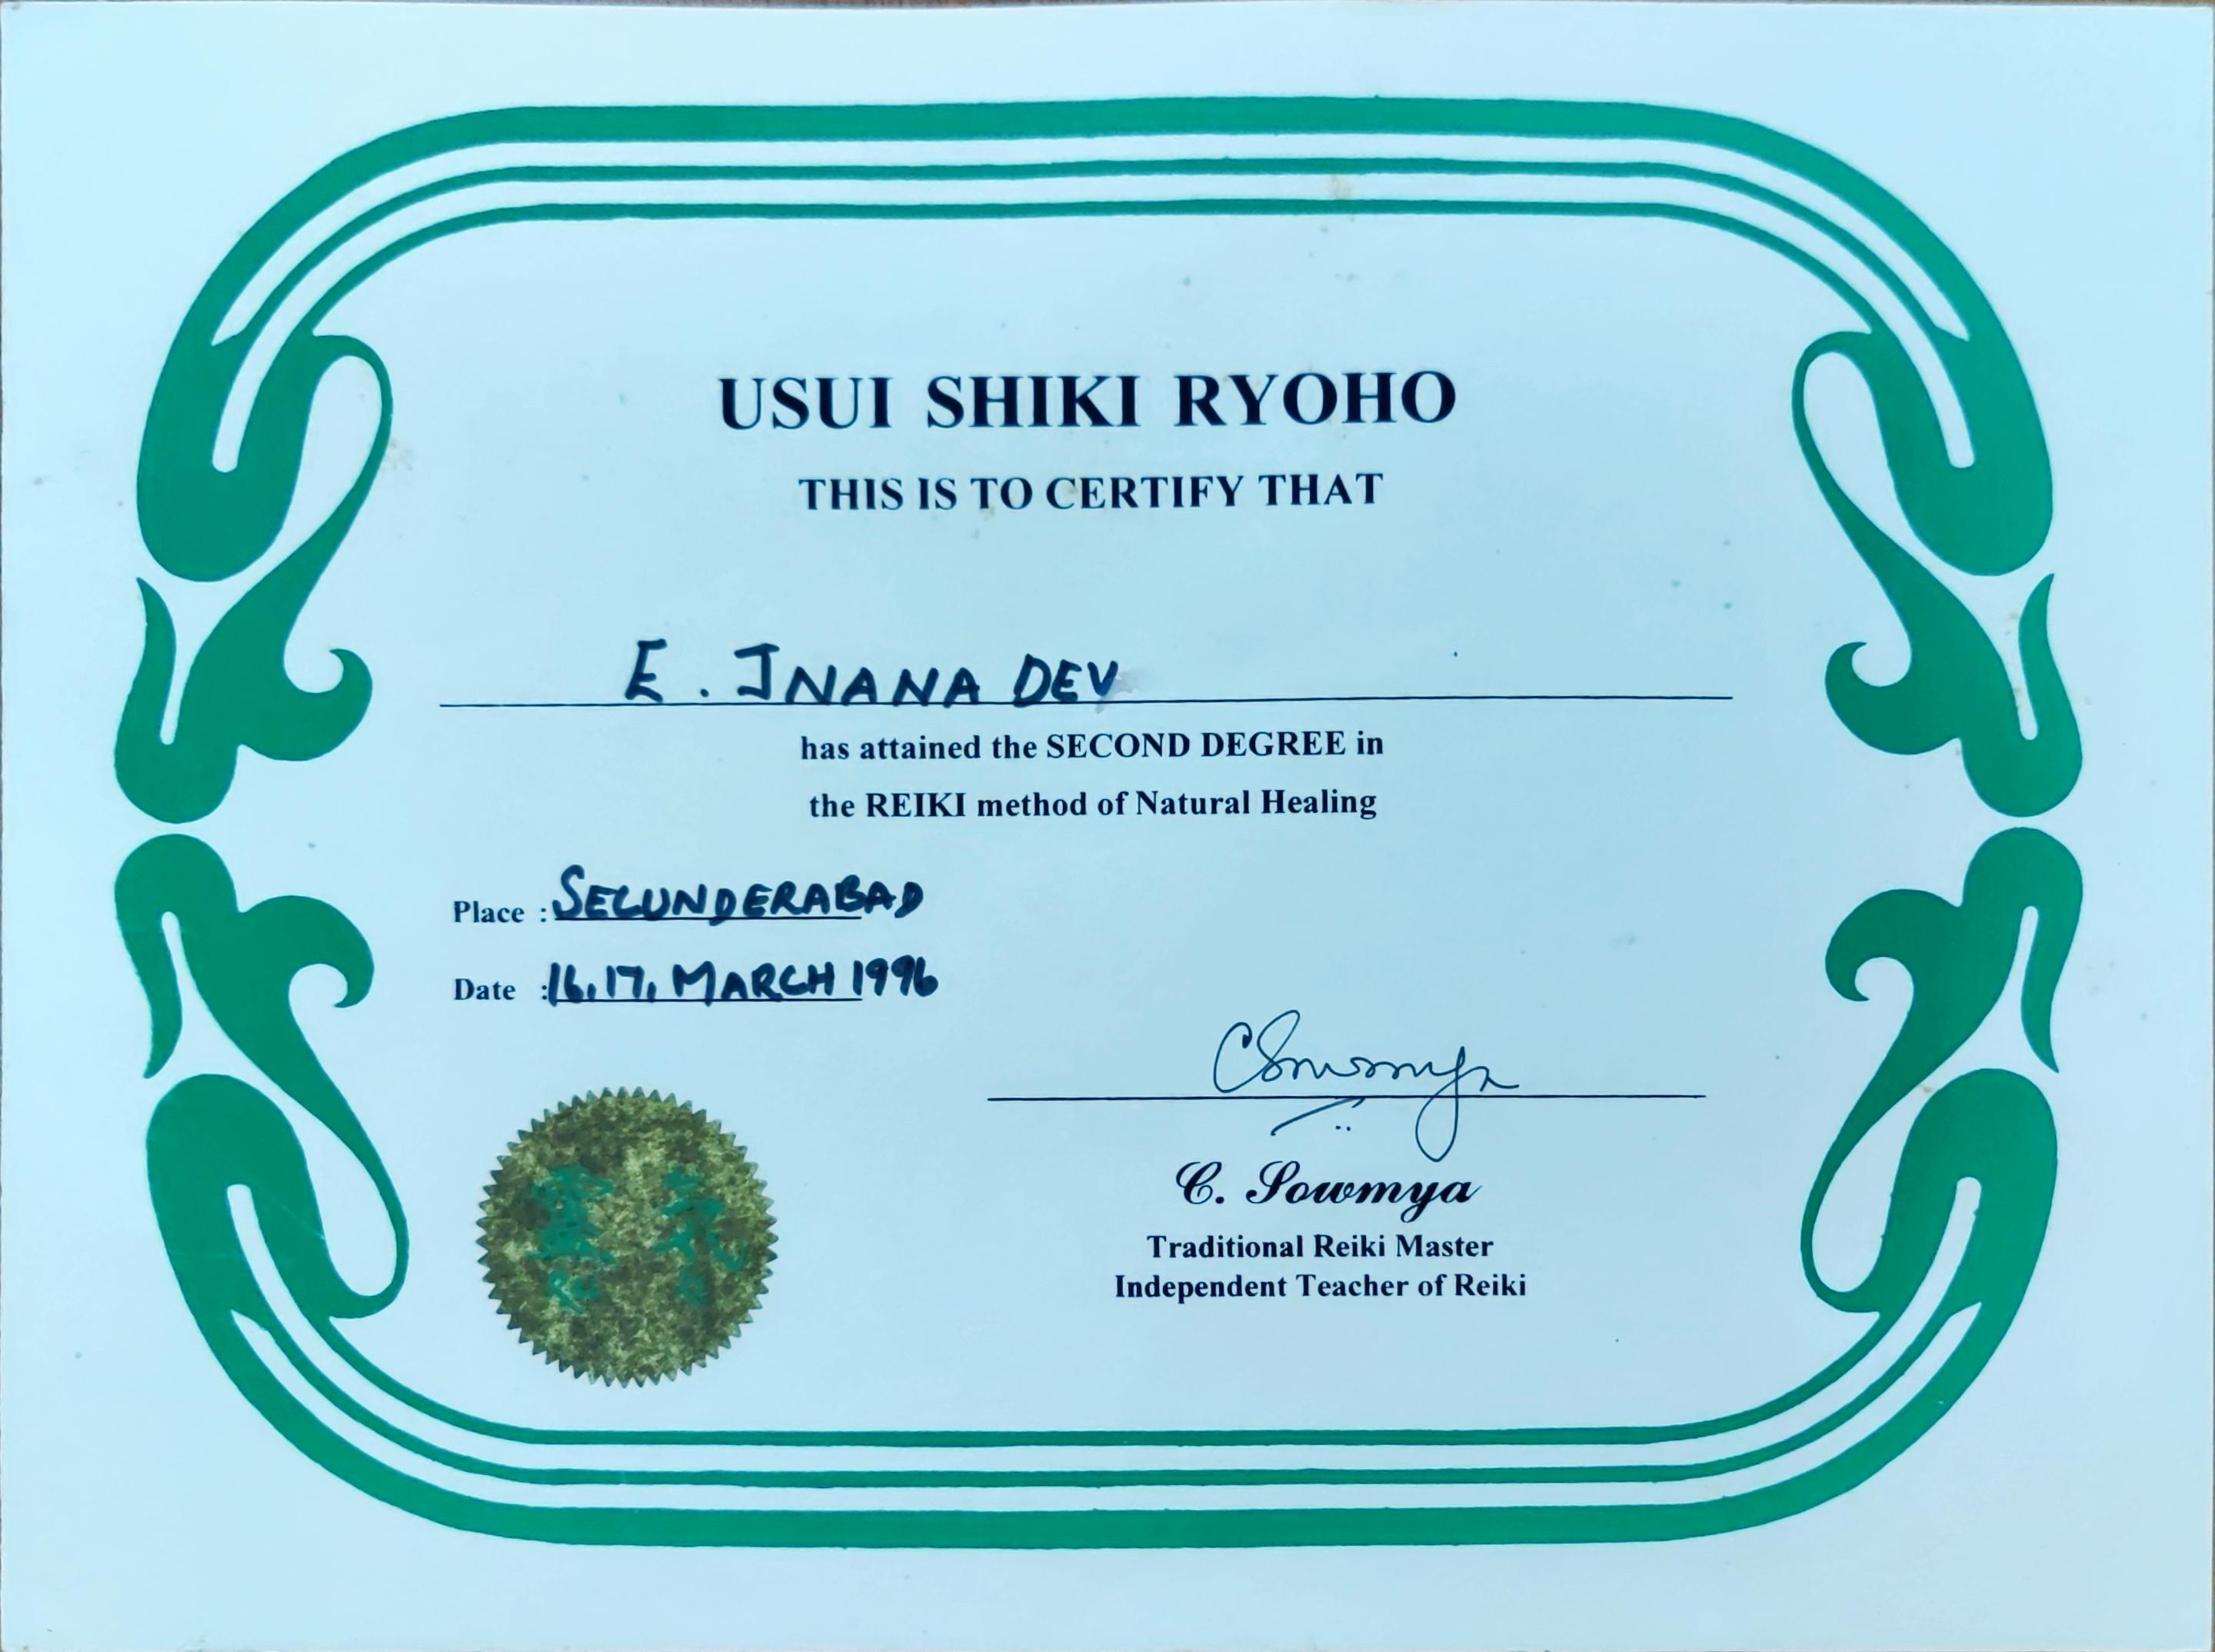 USUI SHIKI RYOHO
THIS IS TO CERTIFY THAT
E. JNANA DEV
has attained the SECOND DEGREE in
the REIKI method of Natural Healing
Place : SECUNDERABAD
Date : 16, 17, MARCH 1996
CSowmya
C. Sowmya
Traditional Reiki Master
Independent Teacher of Reiki